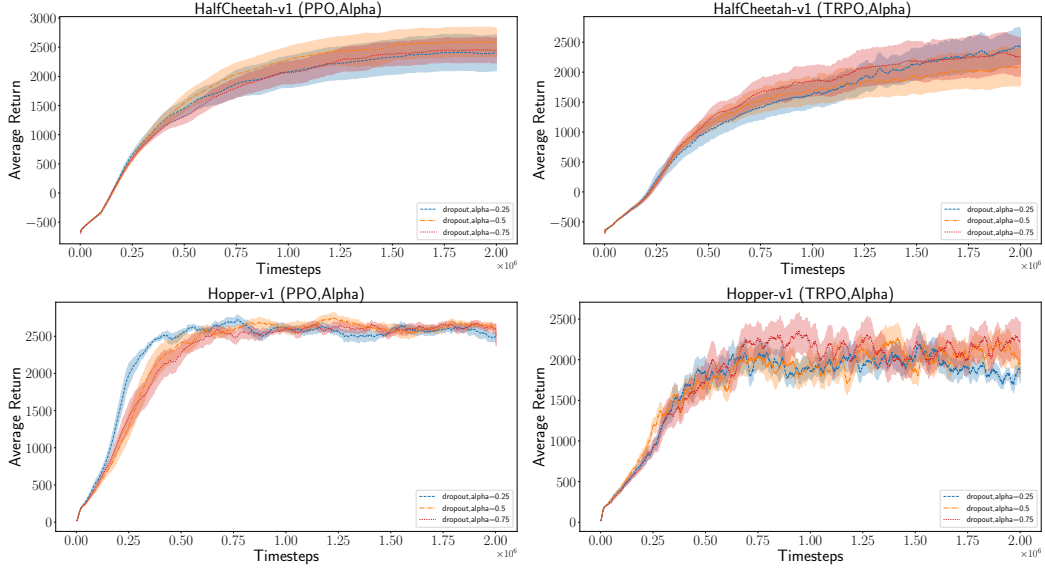 HalfCheetah-v1 (PPO,Alpha)
3000
2500
2000
1500
1000
500
0
−500
Average Return
0.00 0.25 0.50 0.75 1.00 1.25 1.50 1.75 2.00
×10⁶
Timesteps
dropout,alpha=0.25
dropout,alpha=0.5
dropout,alpha=0.75
HalfCheetah-v1 (TRPO,Alpha)
2500
2000
1500
1000
500
0
−500
Average Return
0.00 0.25 0.50 0.75 1.00 1.25 1.50 1.75 2.00
×10⁶
Timesteps
dropout,alpha=0.25
dropout,alpha=0.5
dropout,alpha=0.75
Hopper-v1 (PPO,Alpha)
2500
2000
1500
1000
500
0
Average Return
0.00 0.25 0.50 0.75 1.00 1.25 1.50 1.75 2.00
×10⁶
Timesteps
dropout,alpha=0.25
dropout,alpha=0.5
dropout,alpha=0.75
Hopper-v1 (TRPO,Alpha)
2500
2000
1500
1000
500
0
Average Return
0.00 0.25 0.50 0.75 1.00 1.25 1.50 1.75 2.00
×10⁶
Timesteps
dropout,alpha=0.25
dropout,alpha=0.5
dropout,alpha=0.75